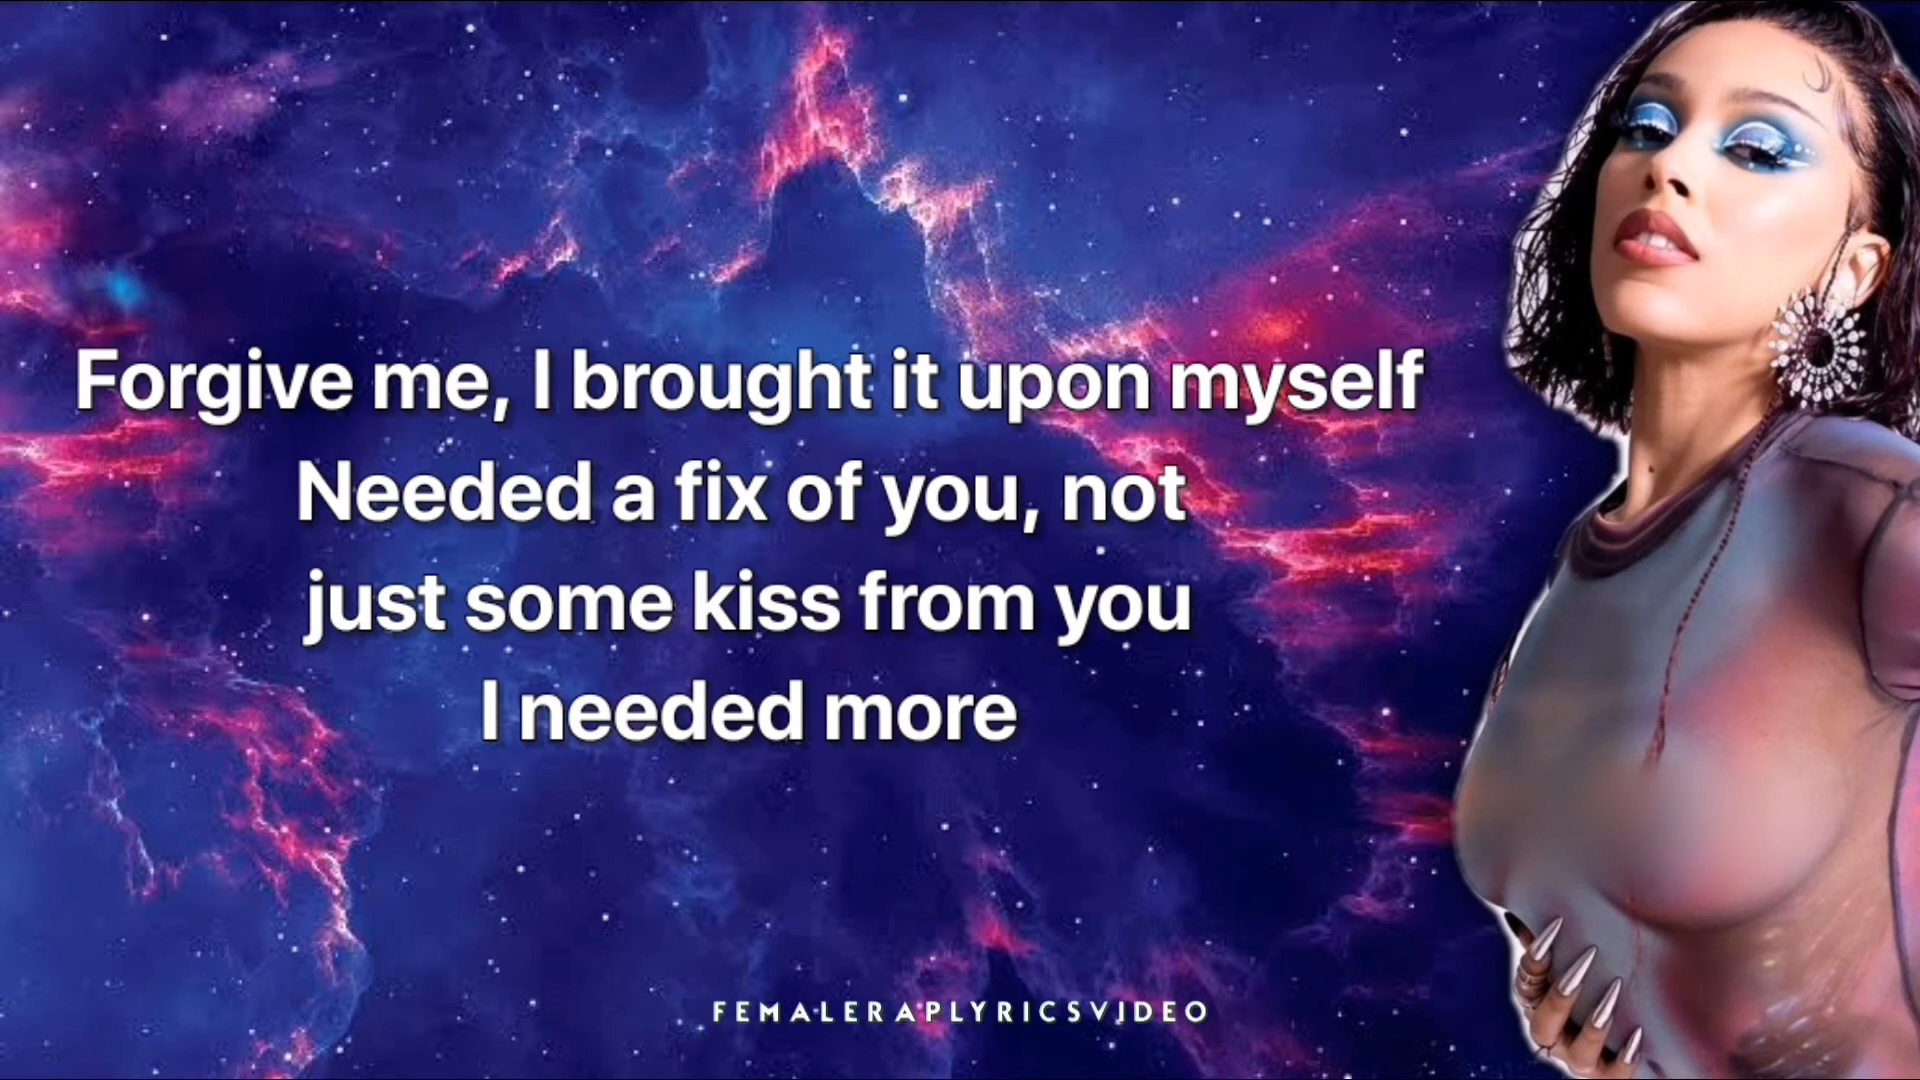 Forgive me, I brought it upon myself
Needed a fix of you, not
just some kiss from you
I needed more
FEMALERAPLYRICSVIDEO